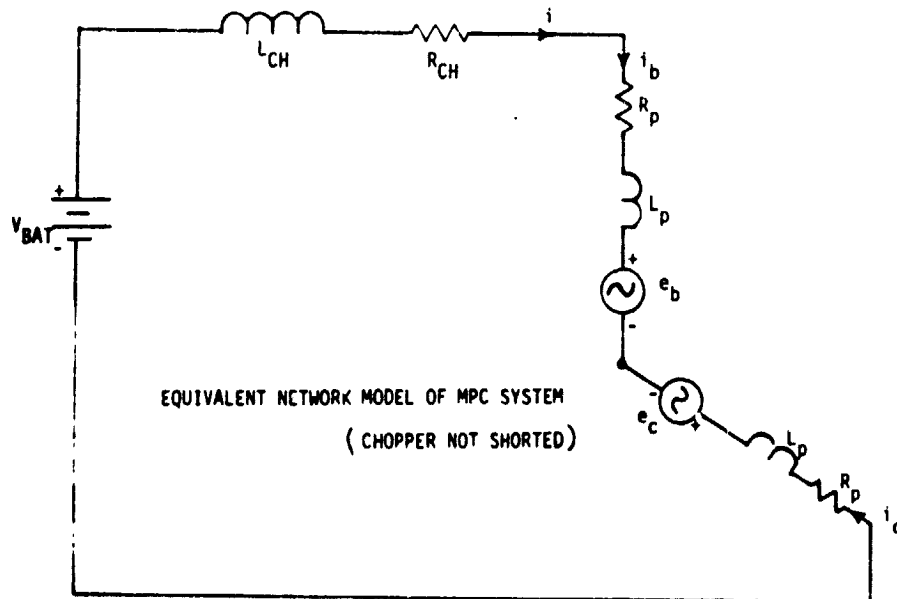 i
L_CH
R_CH
i_b
R_p
L_p
+
V_BAT
-
+
e_b
-
EQUIVALENT NETWORK MODEL OF MPC SYSTEM
(CHOPPER NOT SHORTED)
-
e_c
+
L_p
R_p